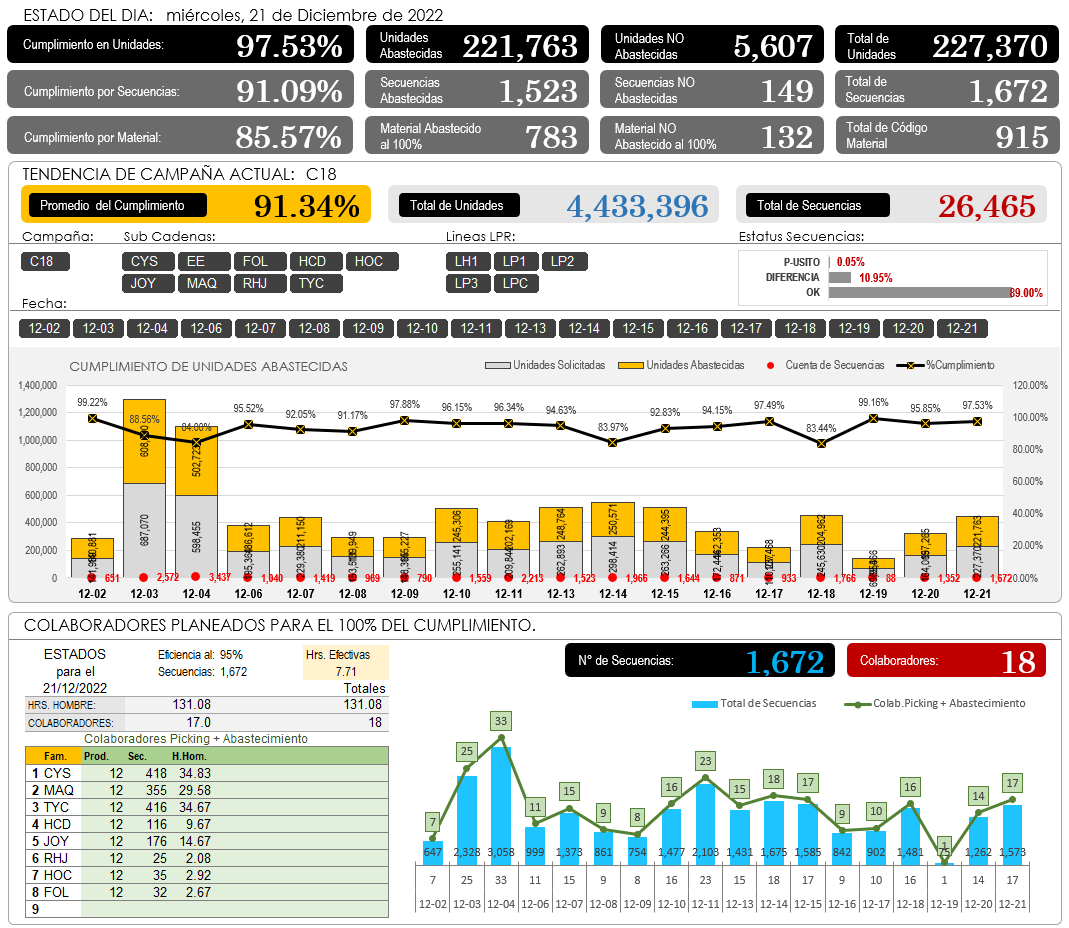 ESTADO DEL DIA: miércoles, 21 de Diciembre de 2022
Cumplimiento en Unidades: 97.53%
Unidades Abastecidas 221,763
Unidades NO Abastecidas 5,607
Total de Unidades 227,370
Cumplimiento por Secuencias: 91.09%
Secuencias Abastecidas 1,523
Secuencias NO Abastecidas 149
Total de Secuencias 1,672
Cumplimiento por Material: 85.57%
Material Abastecido al 100% 783
Material NO Abastecido al 100% 132
Total de Código Material 915
TENDENCIA DE CAMPAÑA ACTUAL: C18
Promedio del Cumplimiento 91.34%
Total de Unidades 4,433,396
Total de Secuencias 26,465
Campaña: Sub Cadenas: Lineas LPR: Estatus Secuencias:
C18 CYS EE FOL HCD HOC LH1 LP1 LP2
JOY MAQ RHJ TYC LP3 LPC
P-USITO 0.05%
DIFERENCIA 10.95%
OK 89.00%
Fecha:
12-02 12-03 12-04 12-06 12-07 12-08 12-09 12-10 12-11 12-13 12-14 12-15 12-16 12-17 12-18 12-19 12-20 12-21
CUMPLIMIENTO DE UNIDADES ABASTECIDAS
Unidades Solicitadas Unidades Abastecidas Cuenta de Secuencias %Cumplimiento
1,400,000
1,200,000
1,000,000
800,000
600,000
400,000
200,000
0
120.00%
100.00%
80.00%
60.00%
40.00%
20.00%
0.00%
99.22% 88.56% 84.00% 95.52% 92.05% 91.17% 97.88% 96.15% 96.34% 94.63% 83.97% 92.83% 94.15% 97.49% 83.44% 99.16% 95.85% 97.53%
211,150 245,306 202,169 248,764 250,571 244,395 204,962 221,763
687,070 598,455 229,380 255,141 262,893 298,414 263,266 245,630 227,370
651 2,572 3,437 1,040 1,419 969 790 1,559 2,213 1,523 1,966 1,644 871 933 1,766 88 1,352 1,672
12-02 12-03 12-04 12-06 12-07 12-08 12-09 12-10 12-11 12-13 12-14 12-15 12-16 12-17 12-18 12-19 12-20 12-21
COLABORADORES PLANEADOS PARA EL 100% DEL CUMPLIMIENTO.
ESTADOS
para el
21/12/2022
Eficiencia al: 95%
Secuencias: 1,672
Hrs. Efectivas
7.71
Totales
HRS. HOMBRE: 131.08 131.08
COLABORADORES: 17.0 18
Colaboradores Picking + Abastecimiento
Fam. Prod. Sec. H.Hom.
1 CYS 12 418 34.83
2 MAQ 12 355 29.58
3 TYC 12 416 34.67
4 HCD 12 116 9.67
5 JOY 12 176 14.67
6 RHJ 12 25 2.08
7 HOC 12 35 2.92
8 FOL 12 32 2.67
9
N° de Secuencias: 1,672
Colaboradores: 18
Total de Secuencias Colab.Picking + Abastecimiento
7 25 33 11 15 9 8 16 23 15 18 17 9 10 16 1 14 17
647 2,328 3,058 999 1,373 861 754 1,477 2,103 1,431 1,675 1,585 842 902 1,481 75 1,262 1,573
7 25 33 11 15 9 8 16 23 15 18 17 9 10 16 1 14 17
12-02 12-03 12-04 12-06 12-07 12-08 12-09 12-10 12-11 12-13 12-14 12-15 12-16 12-17 12-18 12-19 12-20 12-21